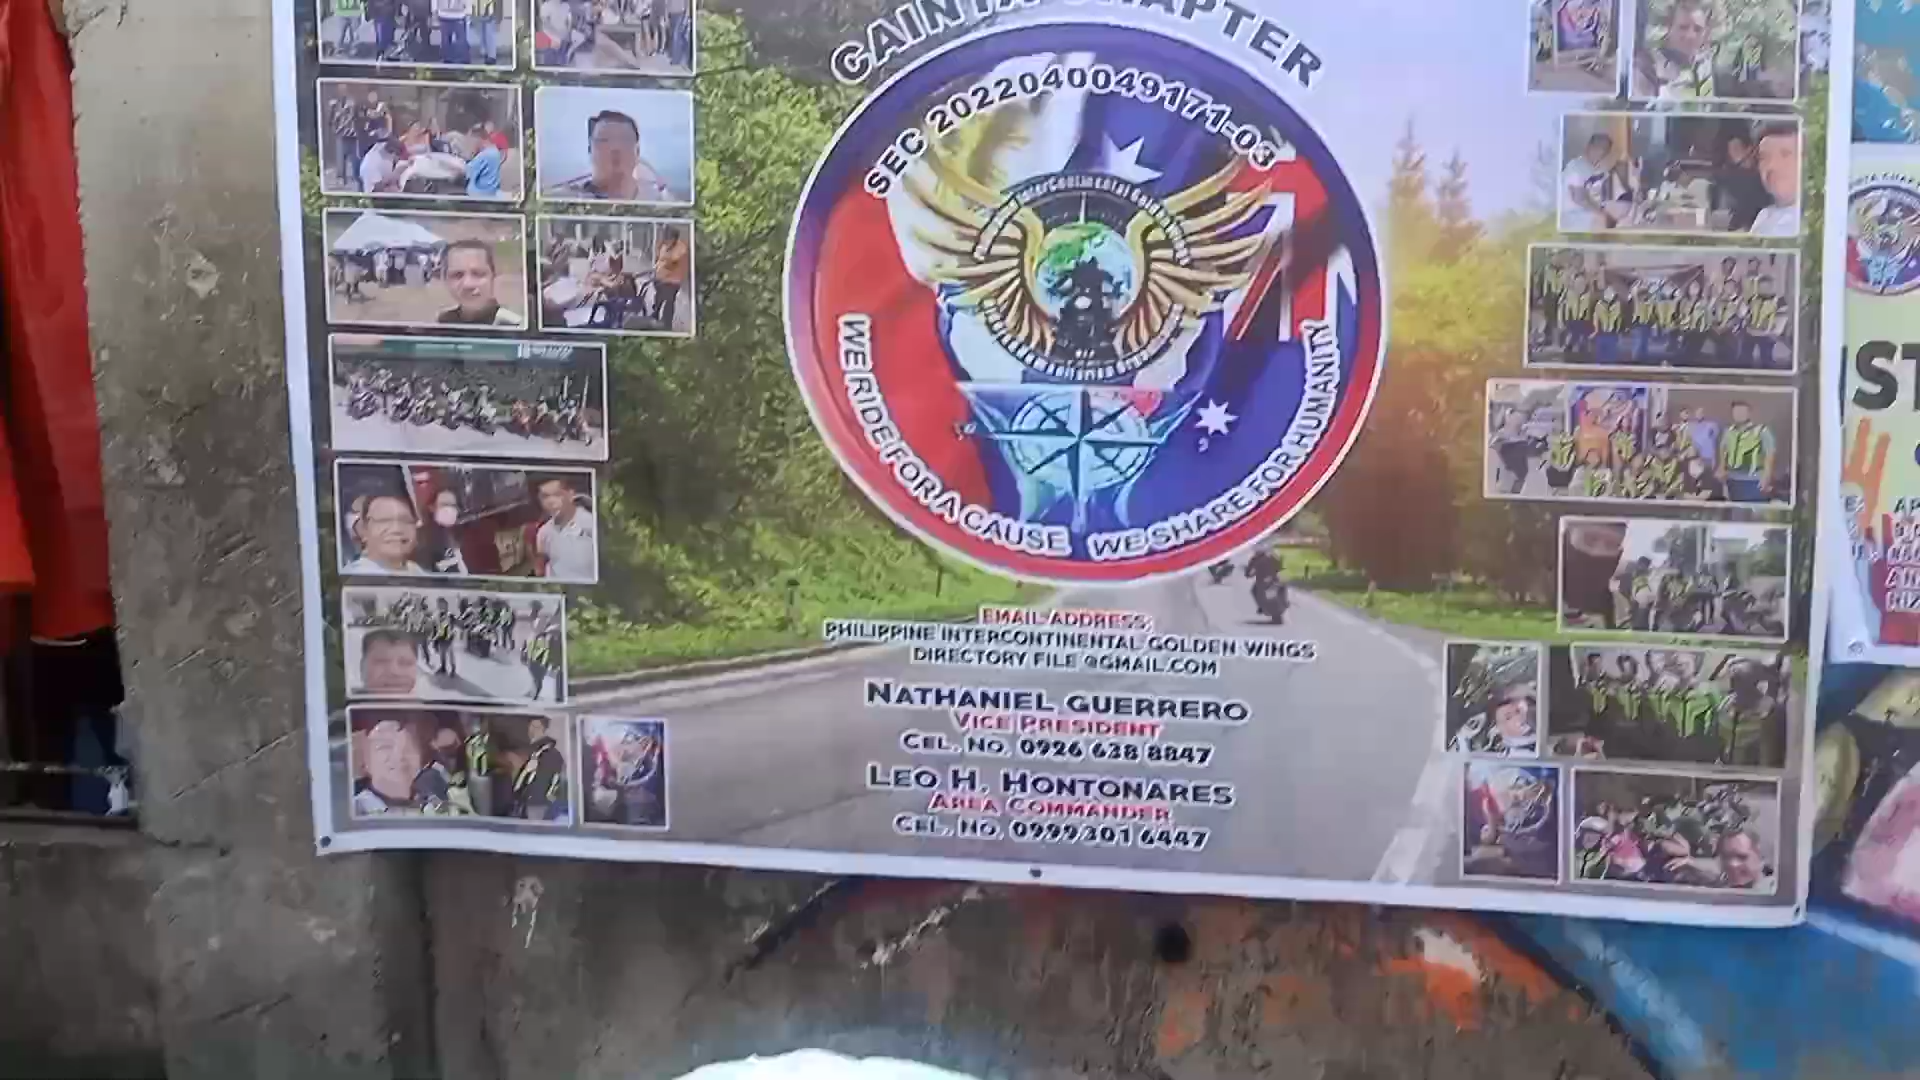 CAINTA CHAPTER
SEC 2022040049171-03
WE RIDE FOR A CAUSE WE SHARE FOR HUMANITY
EMAIL ADDRESS:
PHILIPPINE INTERCONTINENTAL GOLDEN WINGS
DIRECTORY FILE @GMAIL.COM
NATHANIEL GUERRERO
VICE PRESIDENT
CEL. NO. 0926 638 8847
LEO H. HONTONARES
AREA COMMANDER
CEL. NO. 0999 301 6447